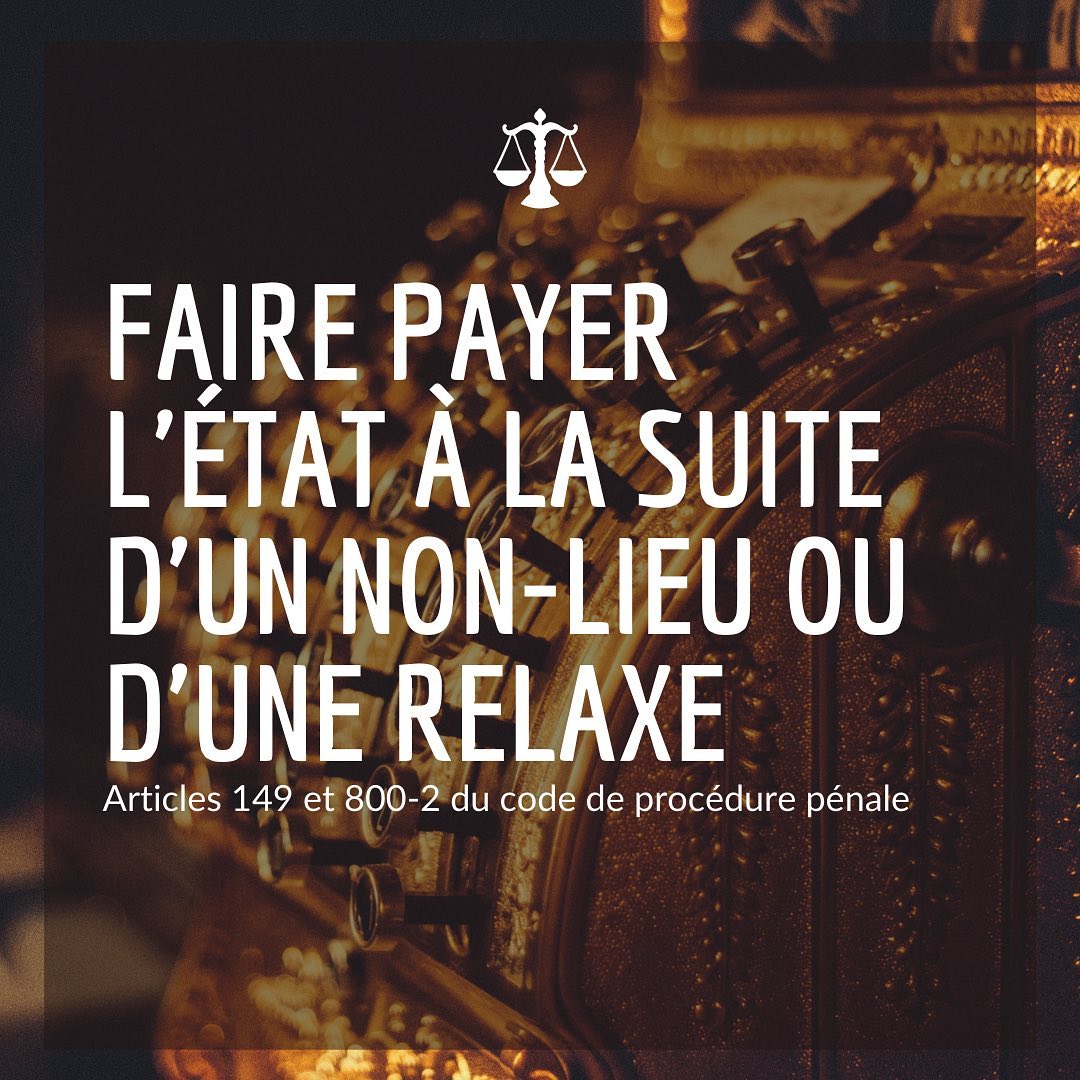 FAIRE PAYER
L’ÉTAT À LA SUITE
D’UN NON-LIEU OU
D’UNE RELAXE
Articles 149 et 800-2 du code de procédure pénale